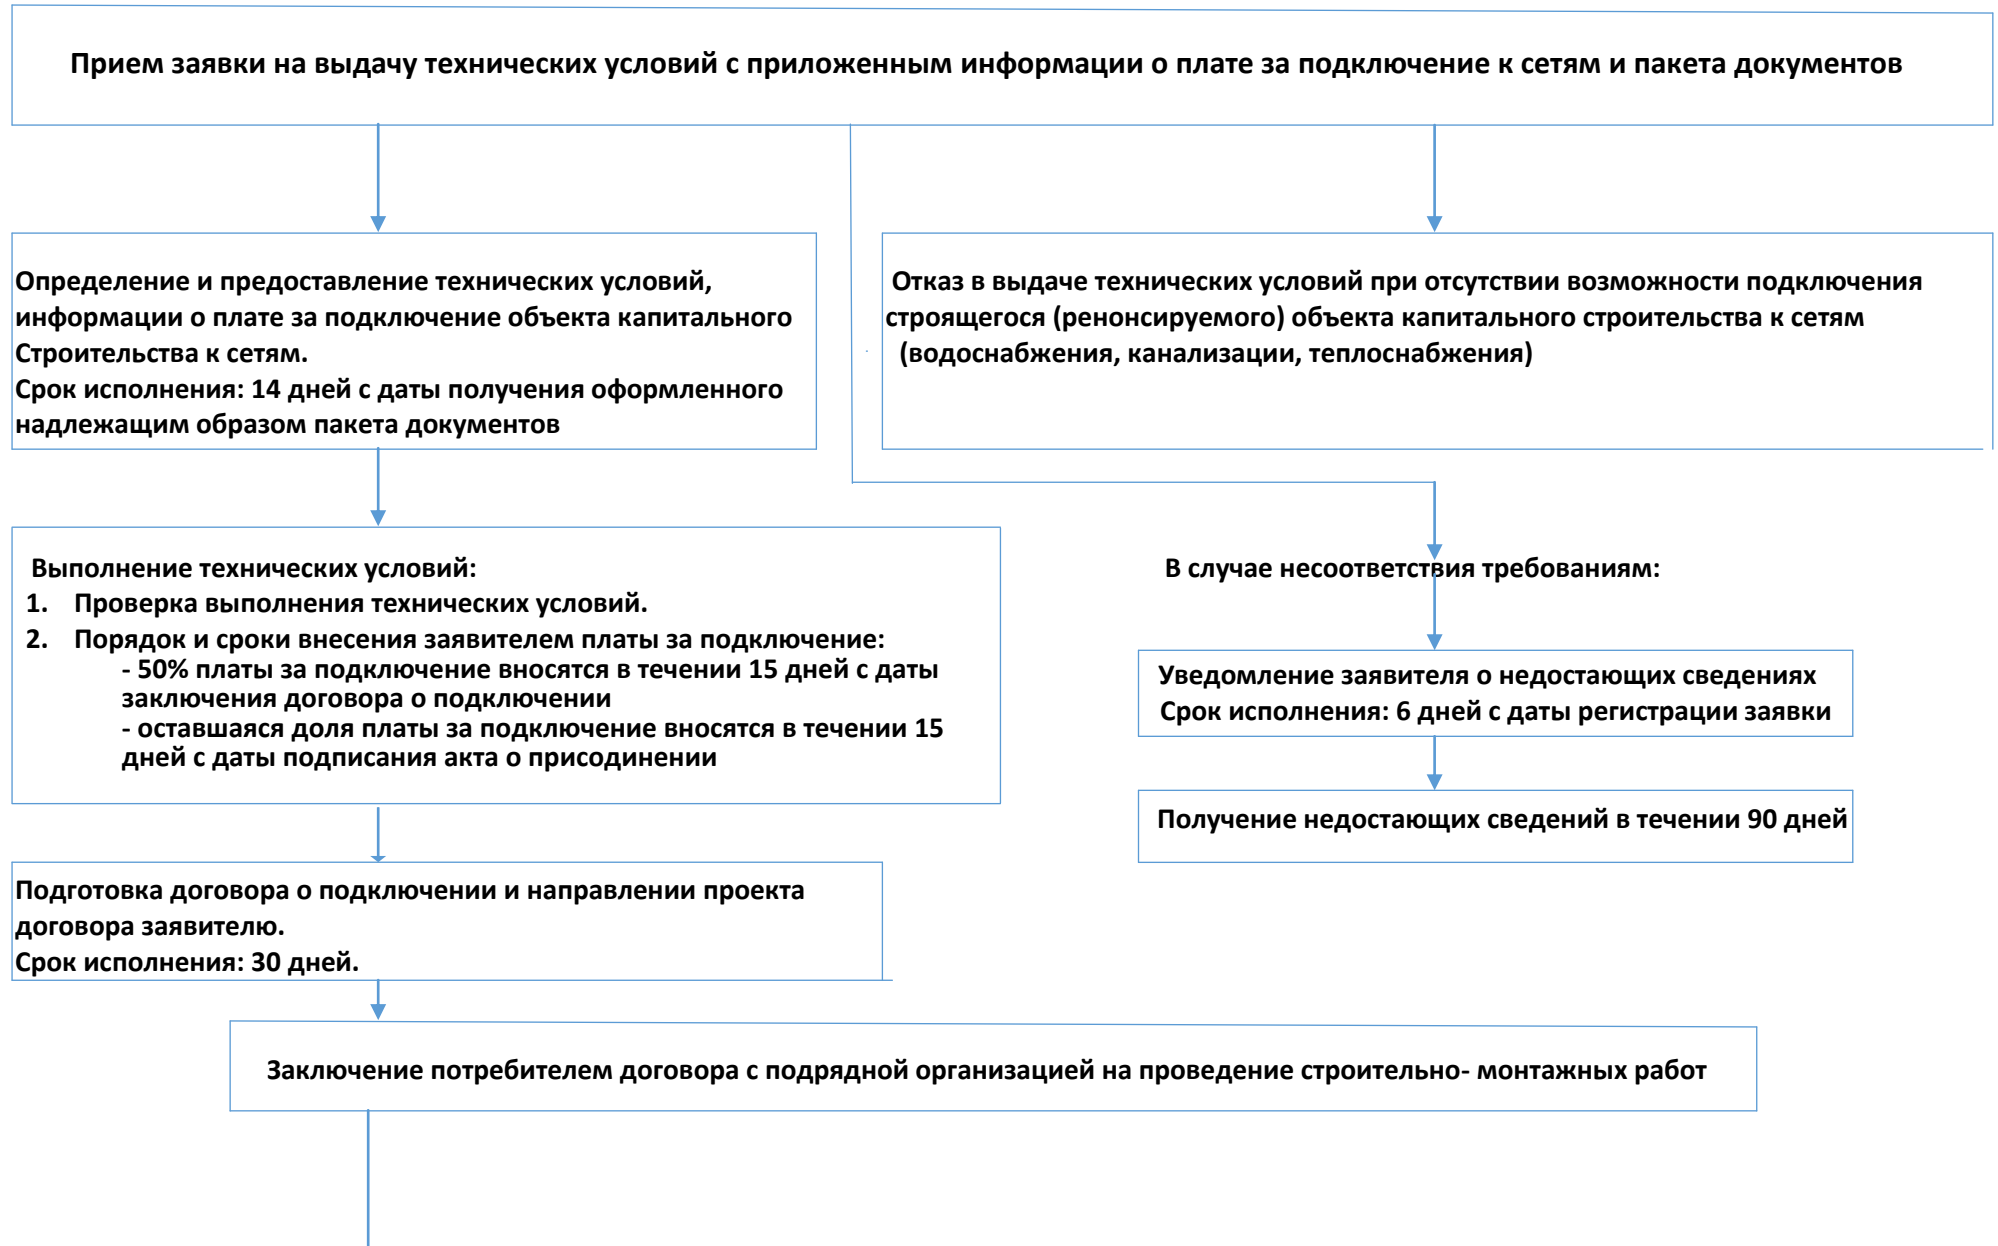 Прием заявки на выдачу технических условий с приложенным информации о плате за подключение к сетям и пакета документов
Определение и предоставление технических условий,
информации о плате за подключение объекта капитального
Строительства к сетям.
Срок исполнения: 14 дней с даты получения оформленного
надлежащим образом пакета документов
Отказ в выдаче технических условий при отсутствии возможности подключения
строящегося (ренонсируемого) объекта капитального строительства к сетям
(водоснабжения, канализации, теплоснабжения)
Выполнение технических условий:
1. Проверка выполнения технических условий.
2. Порядок и сроки внесения заявителем платы за подключение:
- 50% платы за подключение вносятся в течении 15 дней с даты
заключения договора о подключении
- оставшаяся доля платы за подключение вносятся в течении 15
дней с даты подписания акта о присодинении
В случае несоответствия требованиям:
Уведомление заявителя о недостающих сведениях
Срок исполнения: 6 дней с даты регистрации заявки
Получение недостающих сведений в течении 90 дней
Подготовка договора о подключении и направлении проекта
договора заявителю.
Срок исполнения: 30 дней.
Заключение потребителем договора с подрядной организацией на проведение строительно- монтажных работ